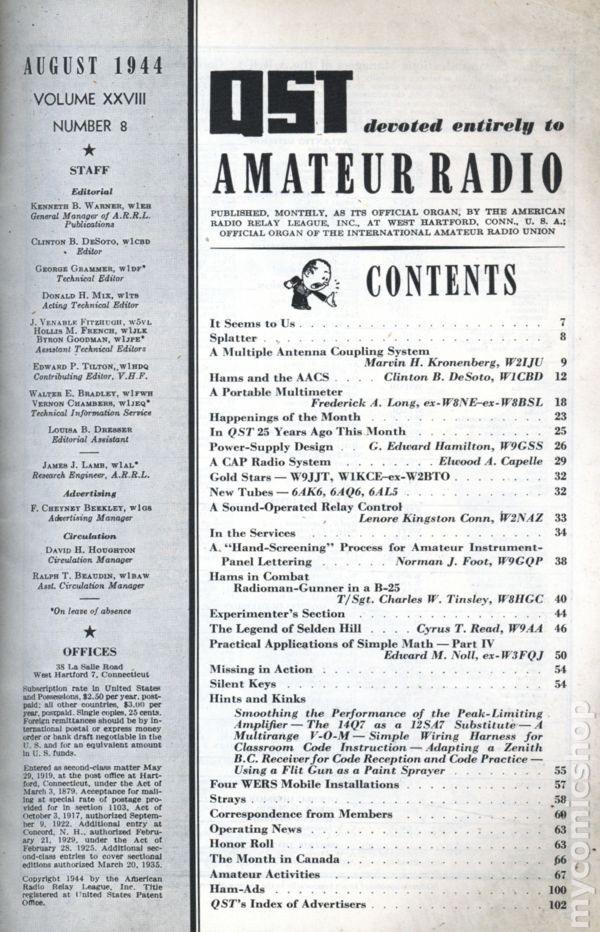 AUGUST 1944
VOLUME XXVIII
NUMBER 8
STAFF
Editorial
KENNETH B. WARNER, W1EH
General Manager of A.R.R.L.
Publications
CLINTON B. DESOTO, W1CBD
Editor
GEORGE GRAMMER, W1DF*
Technical Editor
DONALD H. MIX, W1TS
Acting Technical Editor
J. VENABLE FITZHUGH, W5VL
HOLLIS M. FRENCH, W1JLK
BYRON GOODMAN, W1JPE*
Assistant Technical Editors
EDWARD P. TILTON, W1HDQ
Contributing Editor, V.H.F.
WALTER E. BRADLEY, W1FWH
VERNON CHAMBERS, W1JEQ*
Technical Information Service
LOUISA B. DRESSER
Editorial Assistant
JAMES J. LAMB, W1AL*
Research Engineer, A.R.R.L.
Advertising
F. CHEYNEY BEEKLEY, W1GS
Advertising Manager
Circulation
DAVID H. HOUGHTON
Circulation Manager
RALPH T. BEAUDIN, W1BAW
Asst. Circulation Manager
*On leave of absence
OFFICES
38 La Salle Road
West Hartford 7, Connecticut
Subscription rate in United States
and Possessions, $2.50 per year, post-
paid; all other countries, $3.00 per
year, postpaid. Single copies, 25 cents.
Foreign remittances should be by in-
ternational postal or express money
order or bank draft negotiable in the
U. S. and for an equivalent amount
in U. S. funds.
Entered as second-class matter May
29, 1919, at the post office at Hart-
ford, Connecticut, under the Act of
March 3, 1879. Acceptance for mail-
ing at special rate of postage pro-
vided for in section 1103, Act of
October 3, 1917, authorized Septem-
ber 9, 1922. Additional entry at
Concord, N. H., authorized Febru-
ary 21, 1929, under the Act of
February 28, 1925. Additional sec-
ond-class entries to cover sectional
editions authorized March 20, 1935.
Copyright 1944 by the American
Radio Relay League, Inc. Title
registered at United States Patent
Office.
QST devoted entirely to
AMATEUR RADIO
PUBLISHED, MONTHLY, AS ITS OFFICIAL ORGAN, BY THE AMERICAN
RADIO RELAY LEAGUE, INC., AT WEST HARTFORD, CONN., U. S. A.;
OFFICIAL ORGAN OF THE INTERNATIONAL AMATEUR RADIO UNION
CONTENTS
It Seems to Us 7
Splatter 8
A Multiple Antenna Coupling System
Marvin H. Kronenberg, W2IJU 9
Hams and the AACS Clinton B. DeSoto, W1CBD 12
A Portable Multimeter
Frederick A. Long, ex-W8NE–ex-W8BSL 18
Happenings of the Month 23
In QST 25 Years Ago This Month 25
Power-Supply Design G. Edward Hamilton, W9GSS 26
A CAP Radio System Elwood A. Capelle 29
Gold Stars — W9JJT, W1KCE–ex-W2BTO 32
New Tubes — 6AK6, 6AQ6, 6AL5 32
A Sound-Operated Relay Control
Lenore Kingston Conn, W2NAZ 33
In the Services 34
A "Hand-Screening" Process for Amateur Instrument-
Panel Lettering Norman J. Foot, W9GQP 38
Hams in Combat
Radioman-Gunner in a B-25
T/Sgt. Charles W. Tinsley, W8HGC 40
Experimenter's Section 44
The Legend of Selden Hill Cyrus T. Read, W9AA 46
Practical Applications of Simple Math — Part IV
Edward M. Noll, ex-W3FQJ 50
Missing in Action 54
Silent Keys 54
Hints and Kinks
Smoothing the Performance of the Peak-Limiting
Amplifier — The 14Q7 as a 12SA7 Substitute — A
Multirange V-O-M — Simple Wiring Harness for
Classroom Code Instruction — Adapting a Zenith
B.C. Receiver for Code Reception and Code Practice —
Using a Flit Gun as a Paint Sprayer 55
Four WERS Mobile Installations 57
Strays 58
Correspondence from Members 60
Operating News 63
Honor Roll 63
The Month in Canada 66
Amateur Activities 67
Ham-Ads 100
QST's Index of Advertisers 102
mycomicshop